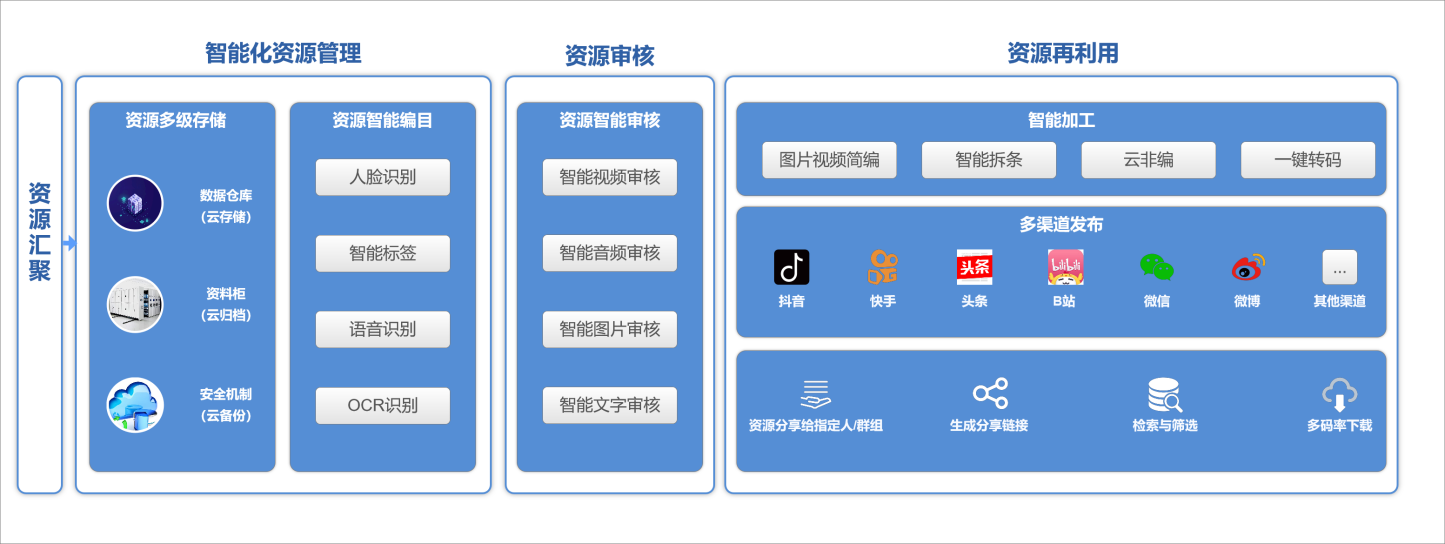 智能化资源管理
资源审核
资源再利用
资源汇聚
资源多级存储
数据仓库
(云存储)
资料柜
(云归档)
安全机制
(云备份)
资源智能编目
人脸识别
智能标签
语音识别
OCR识别
资源智能审核
智能视频审核
智能音频审核
智能图片审核
智能文字审核
智能加工
图片视频简编
智能拆条
云非编
一键转码
多渠道发布
头条
bilibili
...
抖音
快手
头条
B站
微信
微博
其他渠道
资源分享给指定人/群组
生成分享链接
检索与筛选
多码率下载